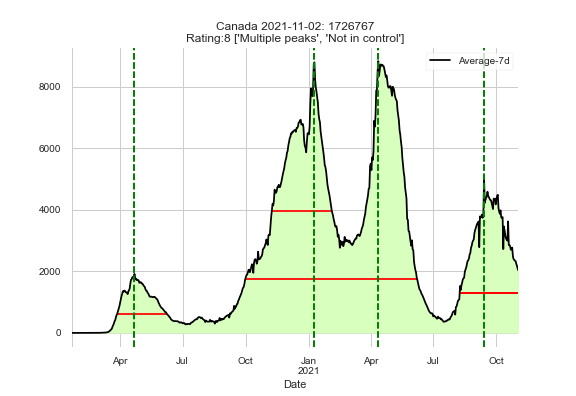 Canada 2021-11-02: 1726767
Rating:8 ['Multiple peaks', 'Not in control']
Average-7d
8000
6000
4000
2000
0
Apr Jul Oct Jan Apr Jul Oct
2021
Date